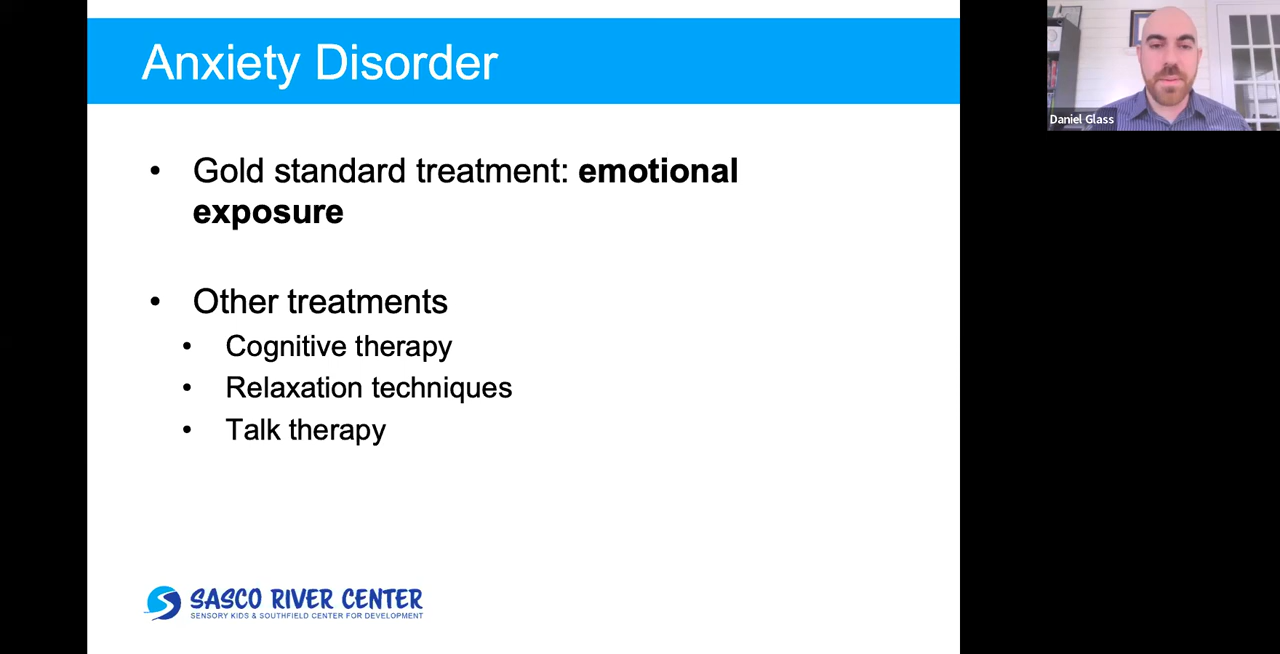 Anxiety Disorder
Daniel Glass
• Gold standard treatment: emotional
exposure
• Other treatments
• Cognitive therapy
• Relaxation techniques
• Talk therapy
SASCO RIVER CENTER
SENSORY KIDS & SOUTHFIELD CENTER FOR DEVELOPMENT